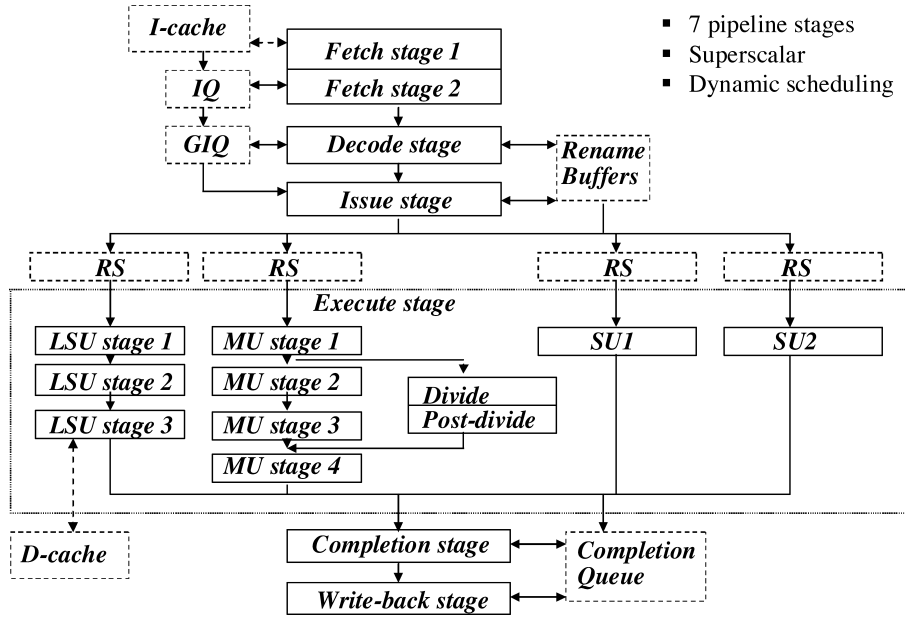 I-cache
▪ 7 pipeline stages
▪ Superscalar
▪ Dynamic scheduling
Fetch stage 1
IQ
Fetch stage 2
GIQ
Decode stage
Rename
Buffers
Issue stage
RS
RS
RS
RS
Execute stage
LSU stage 1
MU stage 1
SU1
SU2
LSU stage 2
MU stage 2
Divide
LSU stage 3
MU stage 3
Post-divide
MU stage 4
D-cache
Completion stage
Completion
Queue
Write-back stage